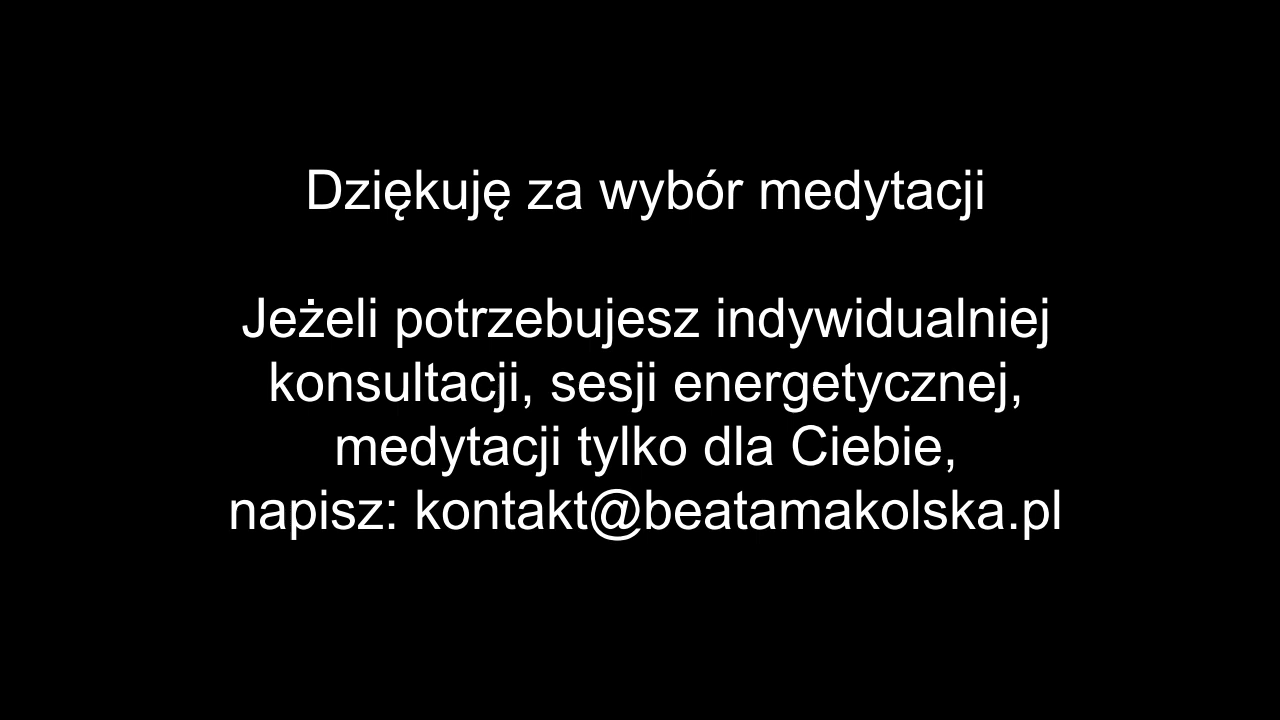 Dziękuję za wybór medytacji
Jeżeli potrzebujesz indywidualniej
konsultacji, sesji energetycznej,
medytacji tylko dla Ciebie,
napisz: kontakt@beatamakolska.pl